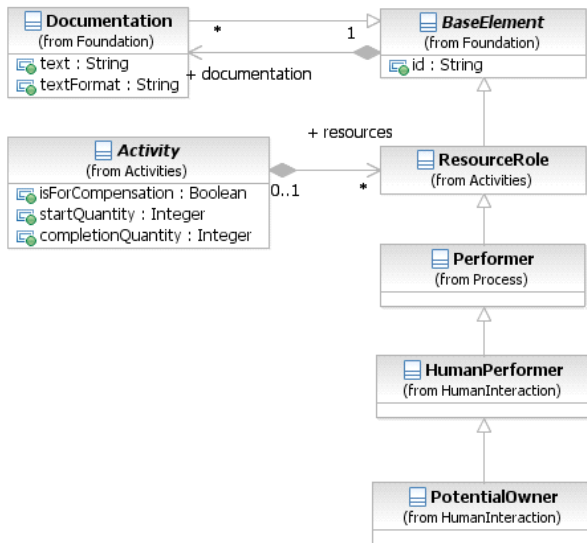 Documentation
(from Foundation)
text : String
textFormat : String
*
1
+ documentation
BaseElement
(from Foundation)
id : String
Activity
(from Activities)
isForCompensation : Boolean
startQuantity : Integer
completionQuantity : Integer
+ resources
0..1
*
ResourceRole
(from Activities)
Performer
(from Process)
HumanPerformer
(from HumanInteraction)
PotentialOwner
(from HumanInteraction)